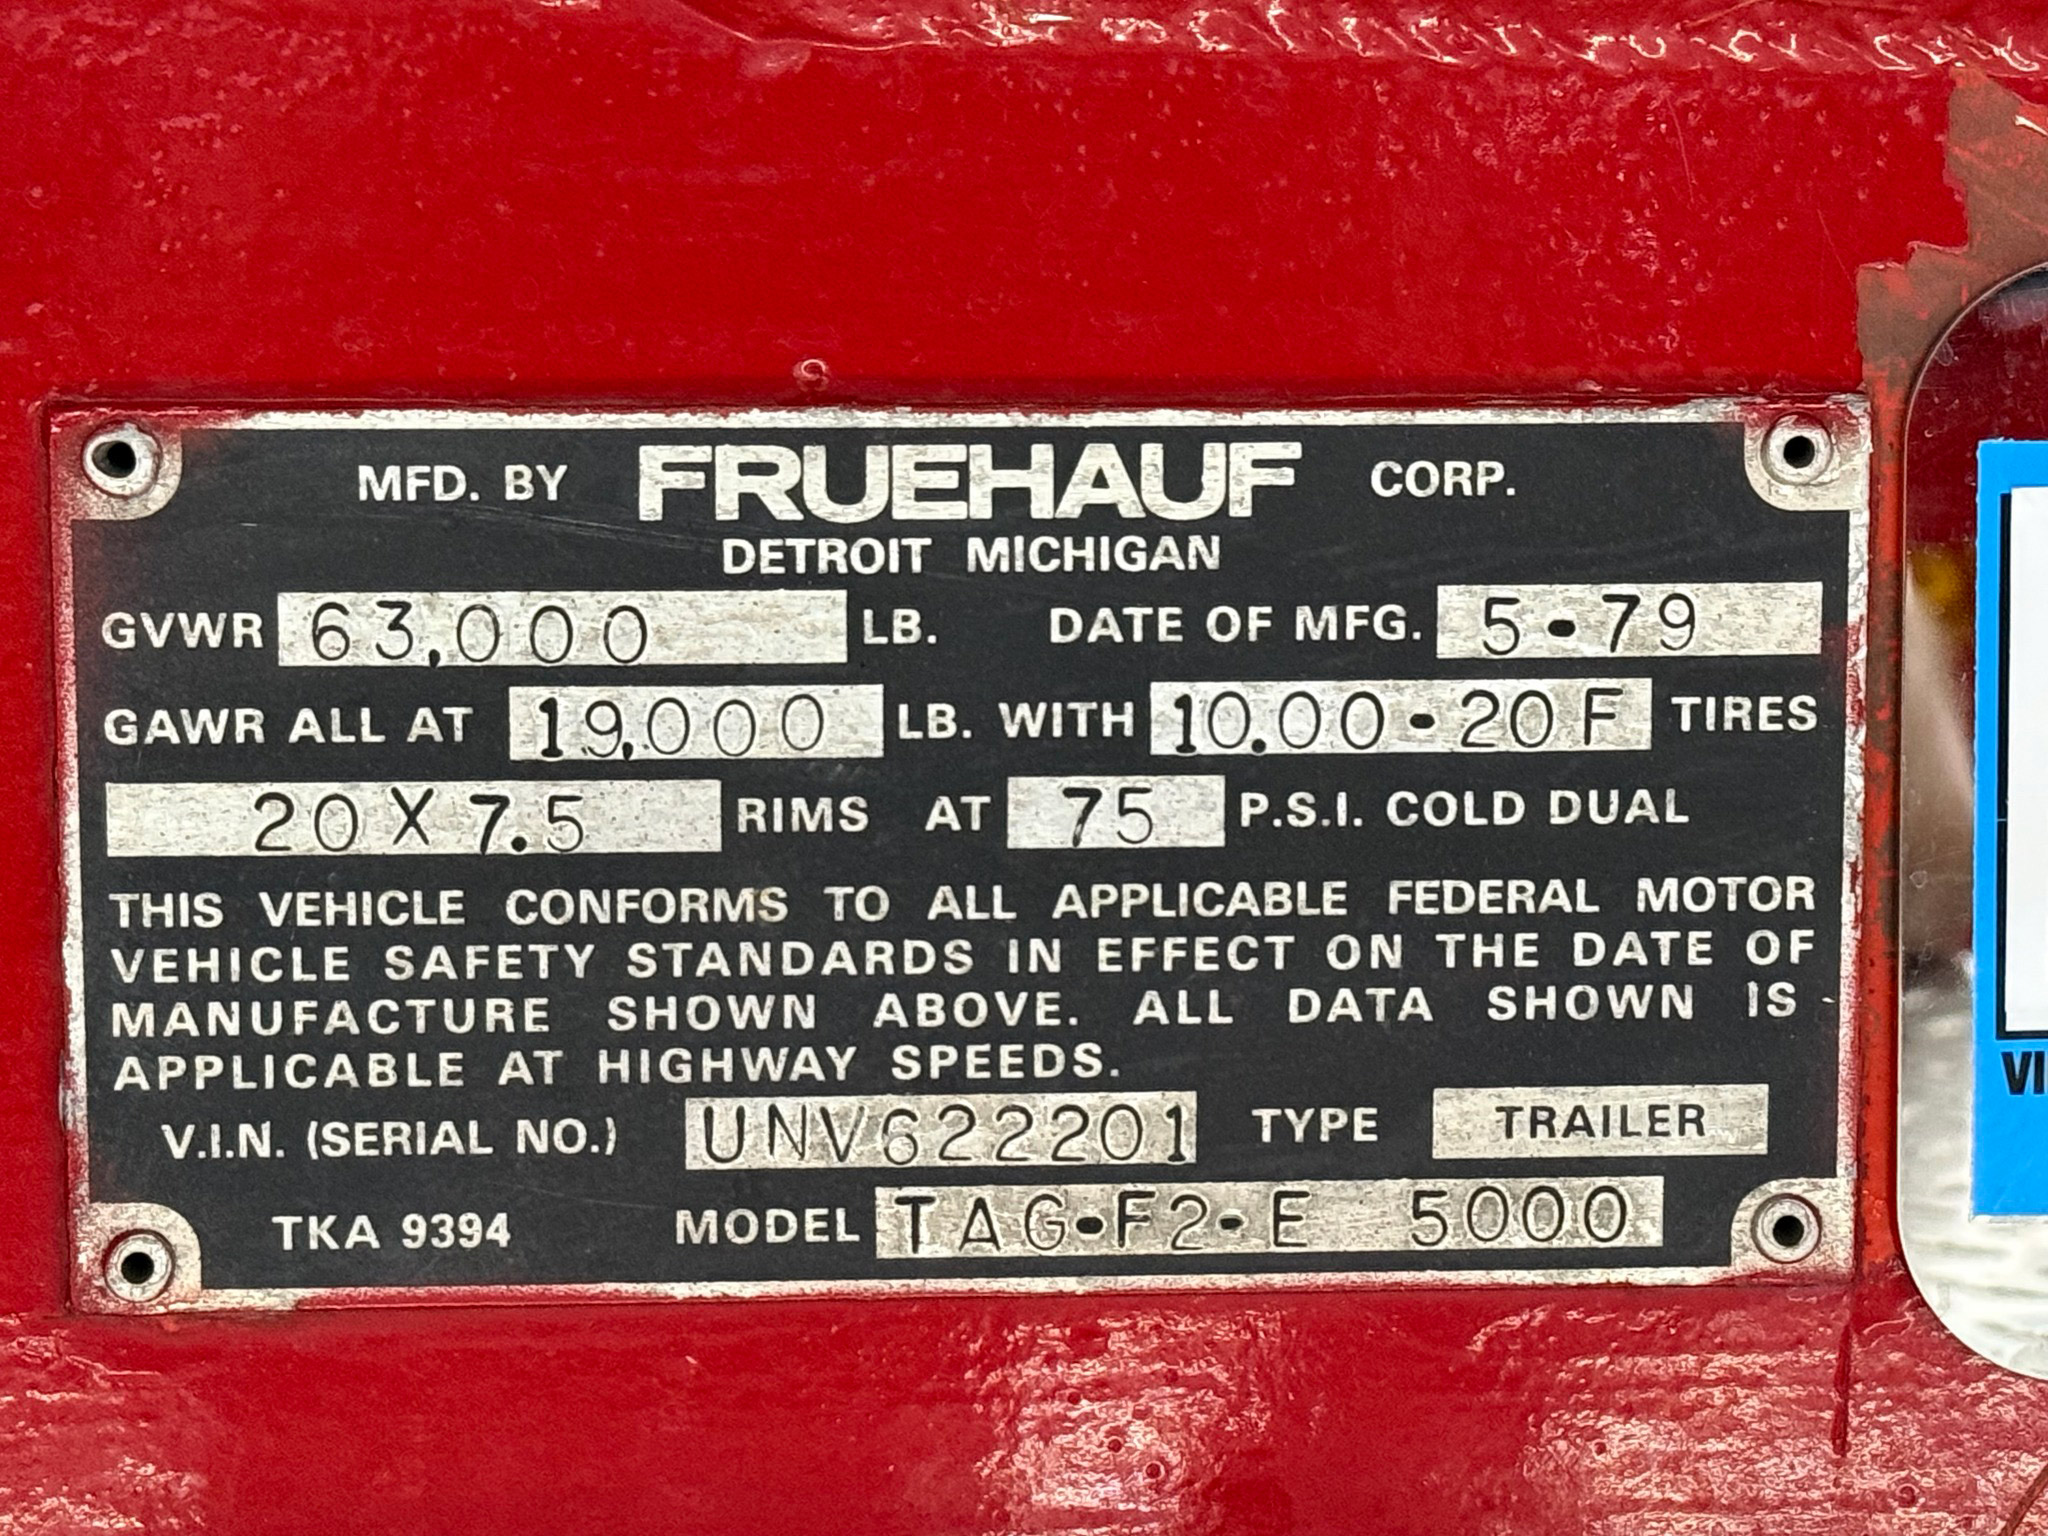 MFD. BY FRUEHAUF CORP.
DETROIT MICHIGAN
GVWR 63,000 LB. DATE OF MFG. 5-79
GAWR ALL AT 19,000 LB. WITH 10.00-20F TIRES
20X7.5 RIMS AT 75 P.S.I. COLD DUAL
THIS VEHICLE CONFORMS TO ALL APPLICABLE FEDERAL MOTOR
VEHICLE SAFETY STANDARDS IN EFFECT ON THE DATE OF
MANUFACTURE SHOWN ABOVE. ALL DATA SHOWN IS
APPLICABLE AT HIGHWAY SPEEDS.
V.I.N. (SERIAL NO.) UNV622201 TYPE TRAILER
TKA 9394 MODEL TAG-F2-E 5000